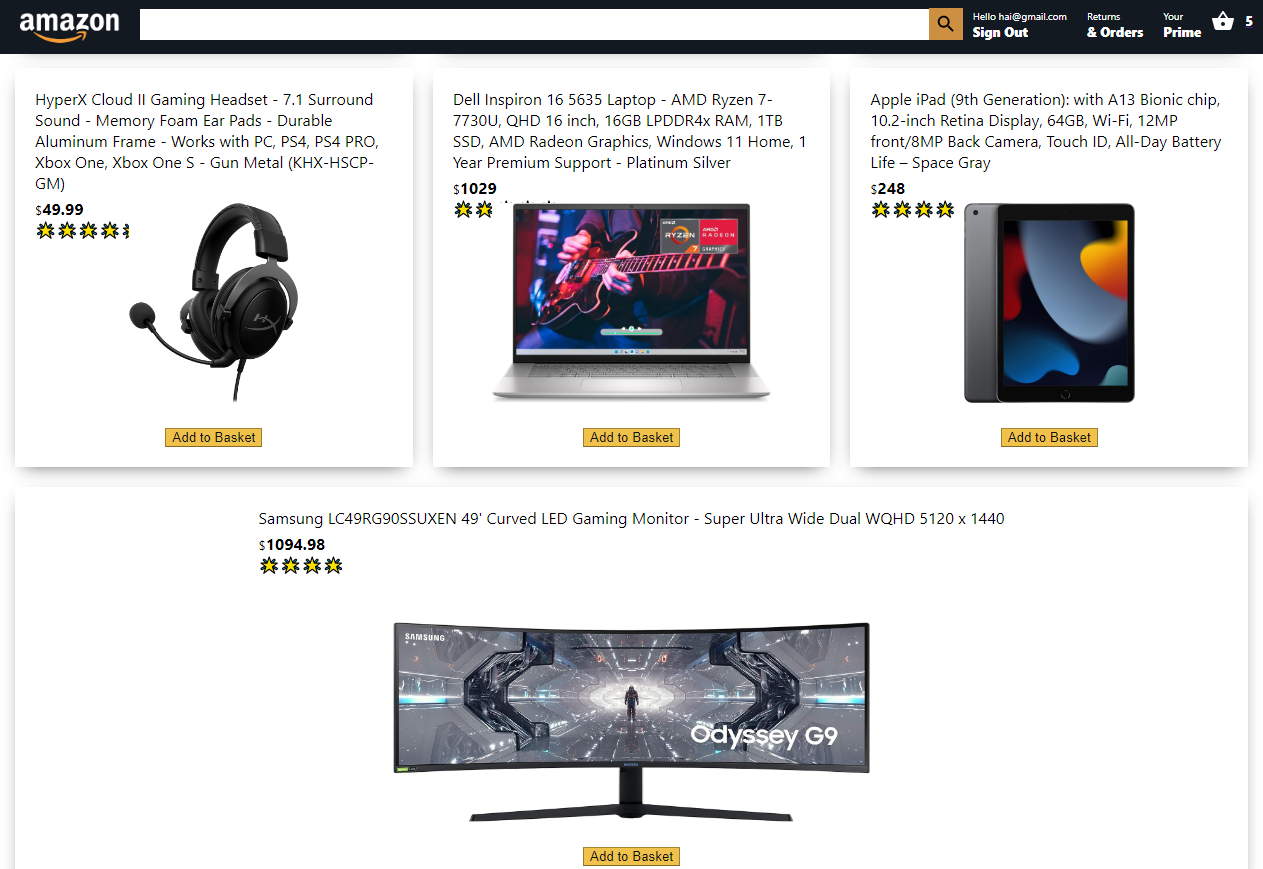 amazon
Hello hai@gmail.com
Sign Out
Returns
& Orders
Your
Prime
5
HyperX Cloud II Gaming Headset - 7.1 Surround
Sound - Memory Foam Ear Pads - Durable
Aluminum Frame - Works with PC, PS4, PS4 PRO,
Xbox One, Xbox One S - Gun Metal (KHX-HSCP-
GM)
$49.99
Add to Basket
Dell Inspiron 16 5635 Laptop - AMD Ryzen 7-
7730U, QHD 16 inch, 16GB LPDDR4x RAM, 1TB
SSD, AMD Radeon Graphics, Windows 11 Home, 1
Year Premium Support - Platinum Silver
$1029
AMD
RYZEN
7
AMD
RADEON
GRAPHICS
Add to Basket
Apple iPad (9th Generation): with A13 Bionic chip,
10.2-inch Retina Display, 64GB, Wi-Fi, 12MP
front/8MP Back Camera, Touch ID, All-Day Battery
Life – Space Gray
$248
Add to Basket
Samsung LC49RG90SSUXEN 49' Curved LED Gaming Monitor - Super Ultra Wide Dual WQHD 5120 x 1440
$1094.98
SAMSUNG
Odyssey G9
Add to Basket